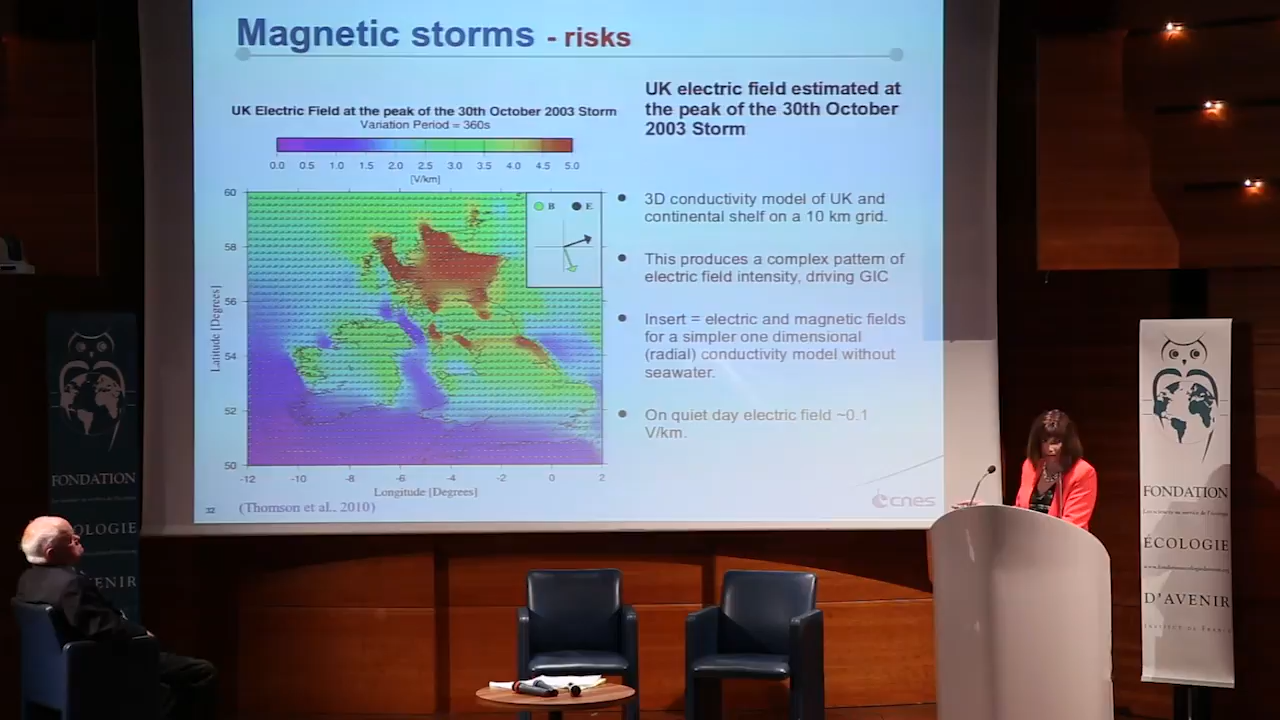 Magnetic storms - risks
UK Electric Field at the peak of the 30th October 2003 Storm
Variation Period = 360s
0.0 0.5 1.0 1.5 2.0 2.5 3.0 3.5 4.0 4.5 5.0
[V/km]
60
58
56
54
52
50
Latitude [Degrees]
B E
-12 -10 -8 -6 -4 -2 0 2
Longitude [Degrees]
32
(Thomson et al., 2010)
UK electric field estimated at
the peak of the 30th October
2003 Storm
3D conductivity model of UK and
continental shelf on a 10 km grid.
This produces a complex pattern of
electric field intensity, driving GIC
Insert = electric and magnetic fields
for a simpler one dimensional
(radial) conductivity model without
seawater.
On quiet day electric field ~0.1
V/km.
cnes
FONDATION
ÉCOLOGIE
D'AVENIR
INSTITUT DE FRANCE
FONDATION
OLOGIE
VENIR